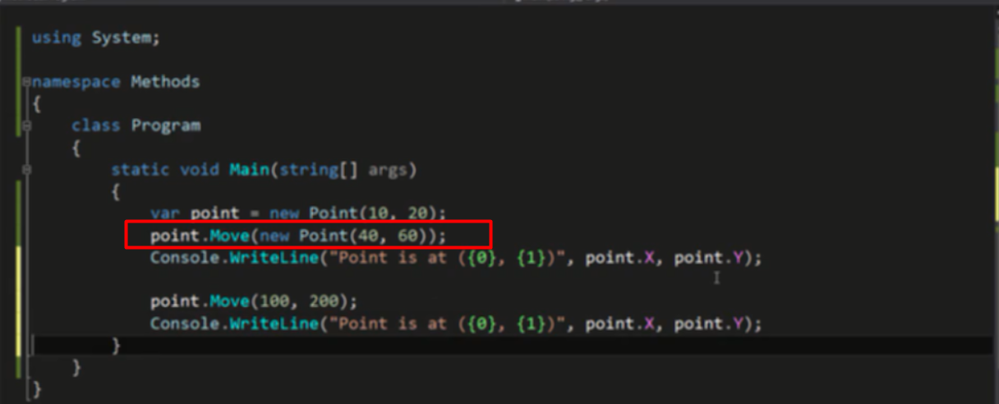 using System;
namespace Methods
{
class Program
{
static void Main(string[] args)
{
var point = new Point(10, 20);
point.Move(new Point(40, 60));
Console.WriteLine("Point is at ({0}, {1})", point.X, point.Y);
point.Move(100, 200);
Console.WriteLine("Point is at ({0}, {1})", point.X, point.Y);
}
}
}